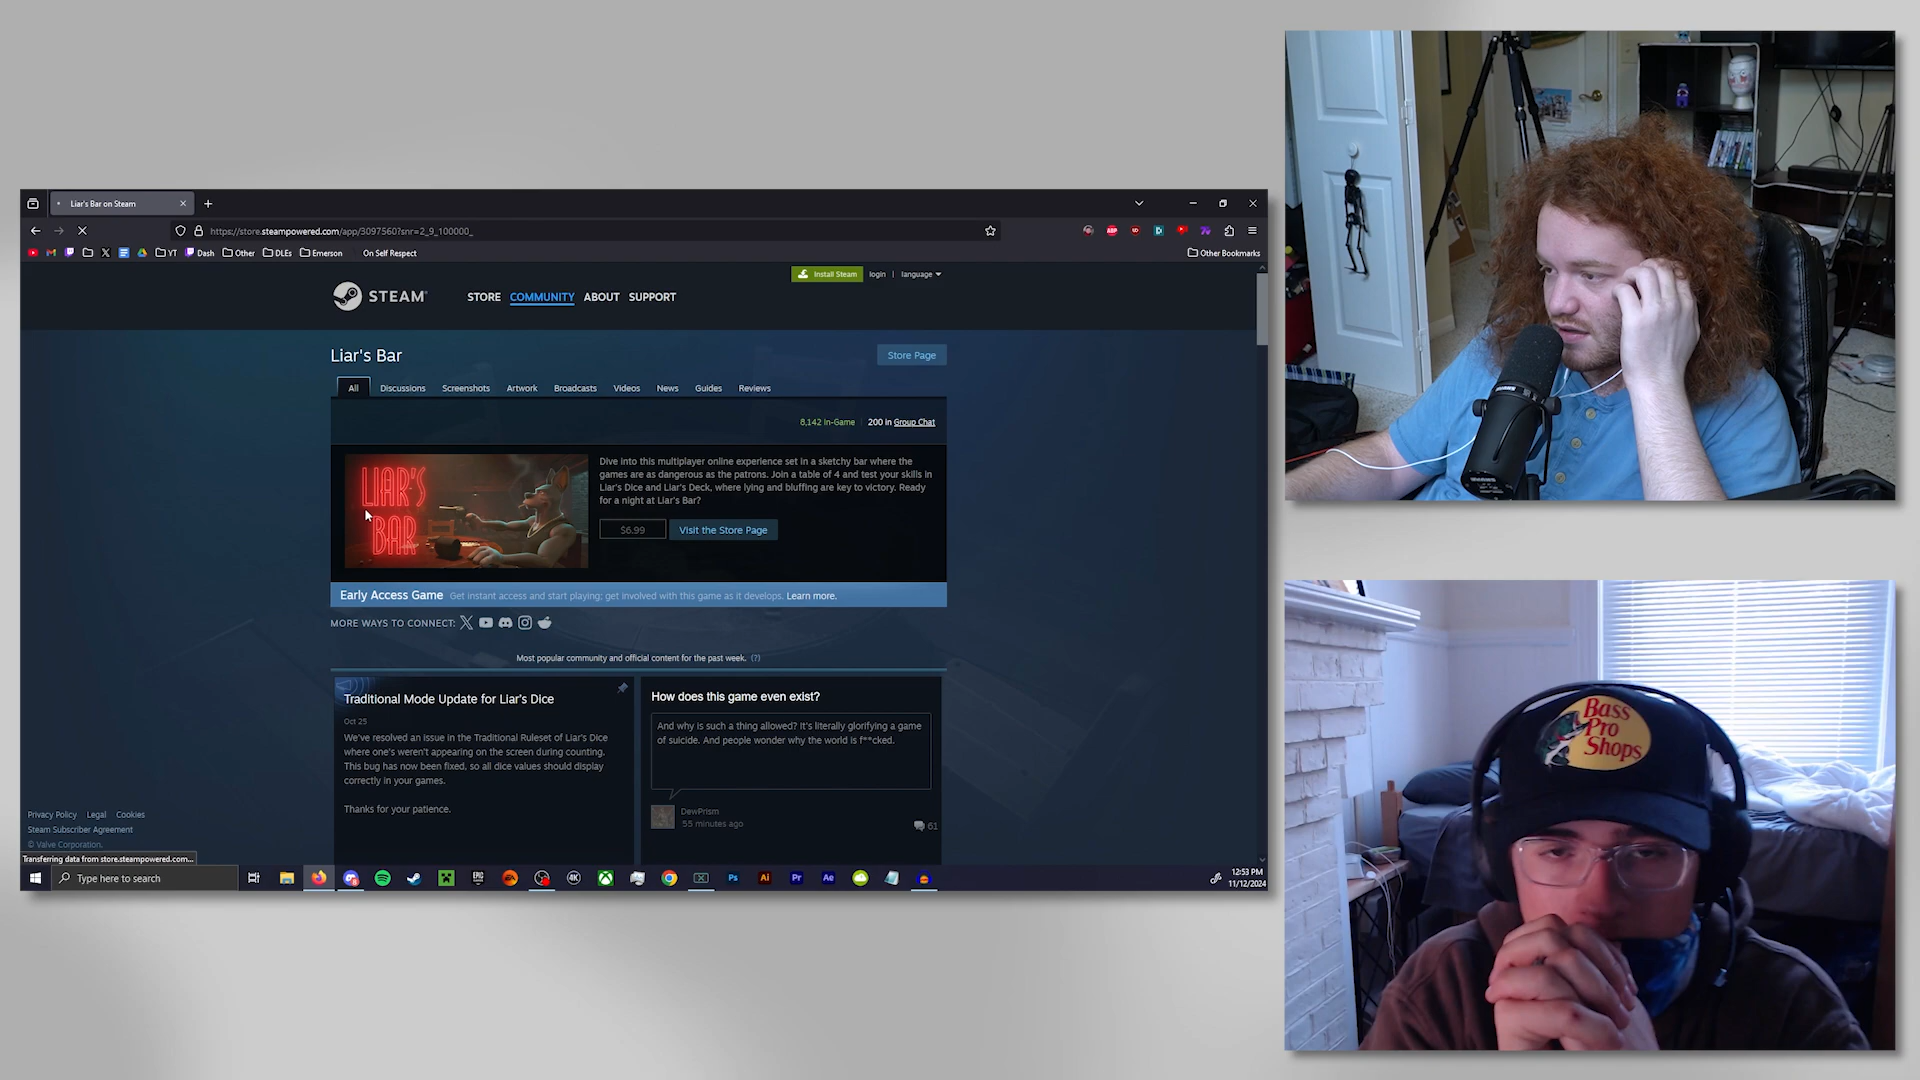 Liar's Bar on Steam
https://store.steampowered.com/app/3097560?snr=2_9_100000_
YT
Dash
Other
DLEs
Emerson
On Self Respect
Other Bookmarks
Install Steam
login | language
STEAM
STORE
COMMUNITY
ABOUT
SUPPORT
Liar's Bar
Store Page
All
Discussions
Screenshots
Artwork
Broadcasts
Videos
News
Guides
Reviews
8,142 In-Game
200 in Group Chat
LIAR'S
BAR
Dive into this multiplayer online experience set in a sketchy bar where the
games are as dangerous as the patrons. Join a table of 4 and test your skills in
Liar's Dice and Liar's Deck, where lying and bluffing are key to victory. Ready
for a night at Liar's Bar?
$6.99
Visit the Store Page
Early Access Game
Get instant access and start playing; get involved with this game as it develops. Learn more.
MORE WAYS TO CONNECT:
Most popular community and official content for the past week. (?)
Traditional Mode Update for Liar's Dice
Oct 25
We've resolved an issue in the Traditional Ruleset of Liar's Dice
where one's weren't appearing on the screen during counting.
This bug has now been fixed, so all dice values should display
correctly in your games.
Thanks for your patience.
How does this game even exist?
And why is such a thing allowed? It's literally glorifying a game
of suicide. And people wonder why the world is f**cked.
DewPrism
55 minutes ago
61
Privacy Policy
Legal
Cookies
Steam Subscriber Agreement
© Valve Corporation.
Transferring data from store.steampowered.com...
Type here to search
EPIC
EA
4K
Ps
Ai
Pr
Ae
12:53 PM
11/12/2024
Bass
Pro
Shops